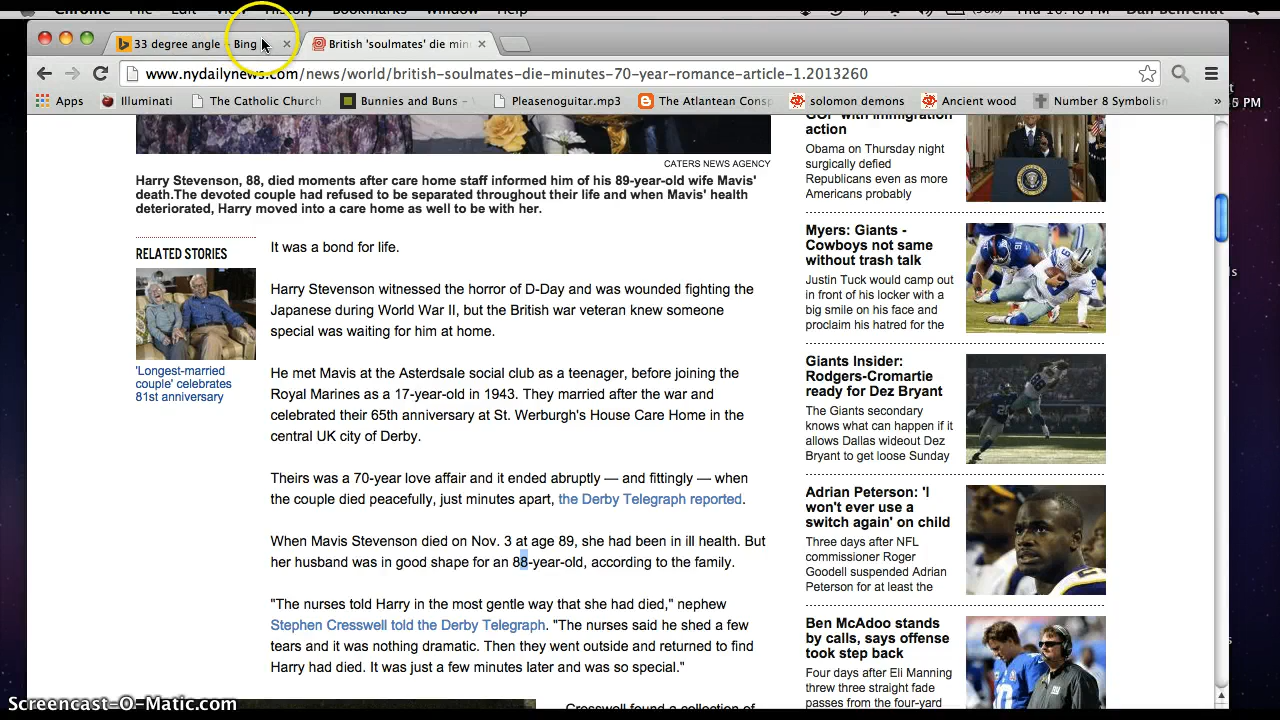 Chrome File Edit View History Bookmarks Window Help
33 degree angle - Bing
British 'soulmates' die min
www.nydailynews.com/news/world/british-soulmates-die-minutes-70-year-romance-article-1.2013260
Apps Illuminati The Catholic Church Bunnies and Buns - Pleasenoguitar.mp3 The Atlantean Consp solomon demons Ancient wood Number 8 Symbolism »
CATERS NEWS AGENCY
Harry Stevenson, 88, died moments after care home staff informed him of his 89-year-old wife Mavis'
death.The devoted couple had refused to be separated throughout their life and when Mavis' health
deteriorated, Harry moved into a care home as well to be with her.
RELATED STORIES
'Longest-married
couple' celebrates
81st anniversary
It was a bond for life.
Harry Stevenson witnessed the horror of D-Day and was wounded fighting the
Japanese during World War II, but the British war veteran knew someone
special was waiting for him at home.
He met Mavis at the Asterdsale social club as a teenager, before joining the
Royal Marines as a 17-year-old in 1943. They married after the war and
celebrated their 65th anniversary at St. Werburgh's House Care Home in the
central UK city of Derby.
Theirs was a 70-year love affair and it ended abruptly — and fittingly — when
the couple died peacefully, just minutes apart, the Derby Telegraph reported.
When Mavis Stevenson died on Nov. 3 at age 89, she had been in ill health. But
her husband was in good shape for an 88-year-old, according to the family.
"The nurses told Harry in the most gentle way that she had died," nephew
Stephen Cresswell told the Derby Telegraph. "The nurses said he shed a few
tears and it was nothing dramatic. Then they went outside and returned to find
Harry had died. It was just a few minutes later and was so special."
Cresswell found a collection of
GOP with immigration
action
Obama on Thursday night
surgically defied
Republicans even as more
Americans probably
Myers: Giants -
Cowboys not same
without trash talk
Justin Tuck would camp out
in front of his locker with a
big smile on his face and
proclaim his hatred for the
Giants Insider:
Rodgers-Cromartie
ready for Dez Bryant
The Giants secondary
knows what can happen if it
allows Dallas wideout Dez
Bryant to get loose Sunday
Adrian Peterson: 'I
won't ever use a
switch again' on child
Three days after NFL
commissioner Roger
Goodell suspended Adrian
Peterson for at least the
Ben McAdoo stands
by calls, says offense
took step back
Four days after Eli Manning
threw three straight fade
passes from the four-yard
Screencast-O-Matic.com